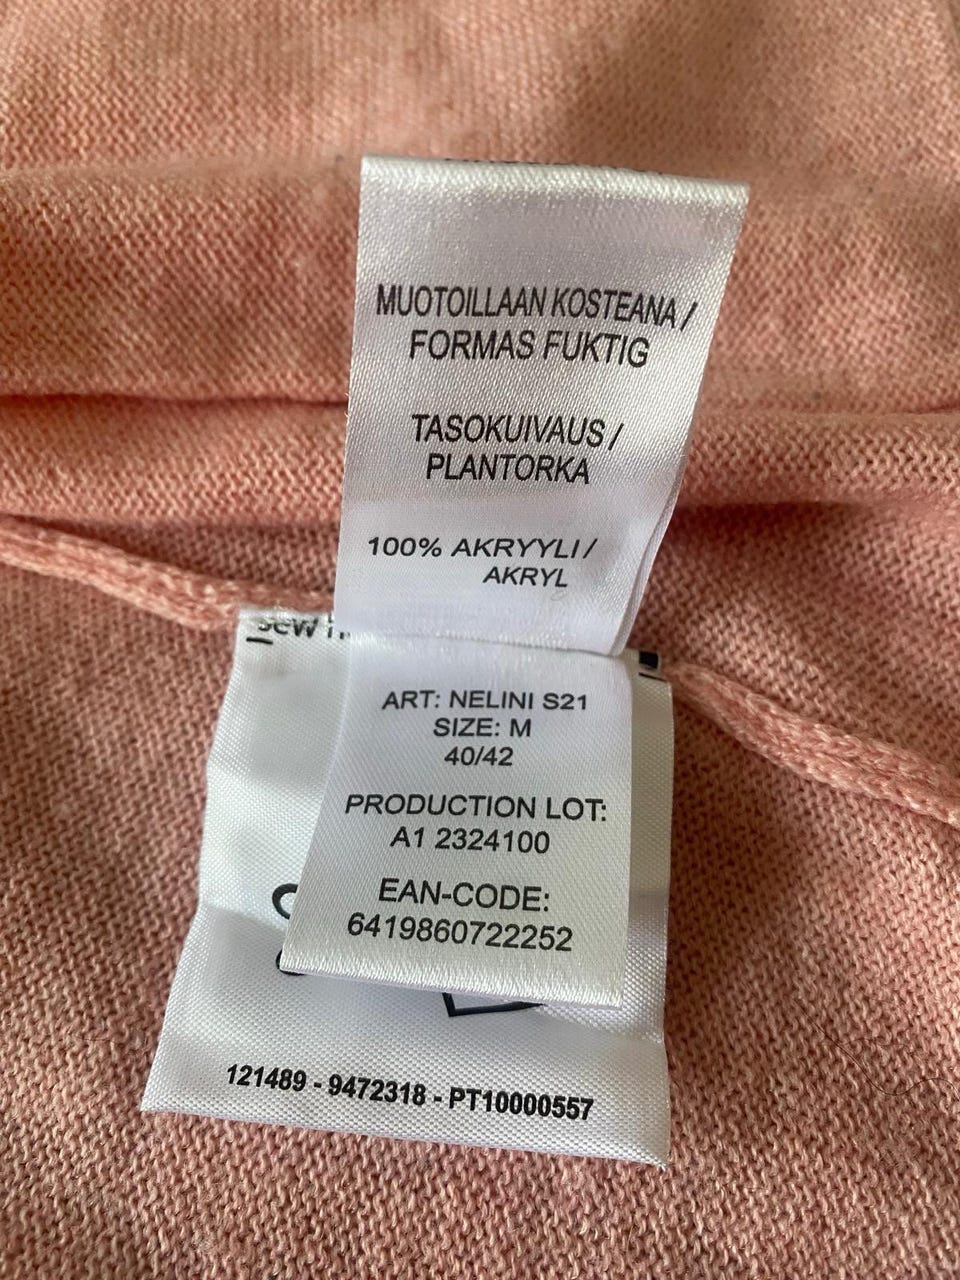 MUOTOILLAAN KOSTEANA /
FORMAS FUKTIG
TASOKUIVAUS /
PLANTORKA
100% AKRYYLI /
AKRYL
Sew
ART: NELINI S21
SIZE: M
40/42
PRODUCTION LOT:
A1 2324100
EAN-CODE:
6419860722252
121489 - 9472318 - PT10000557